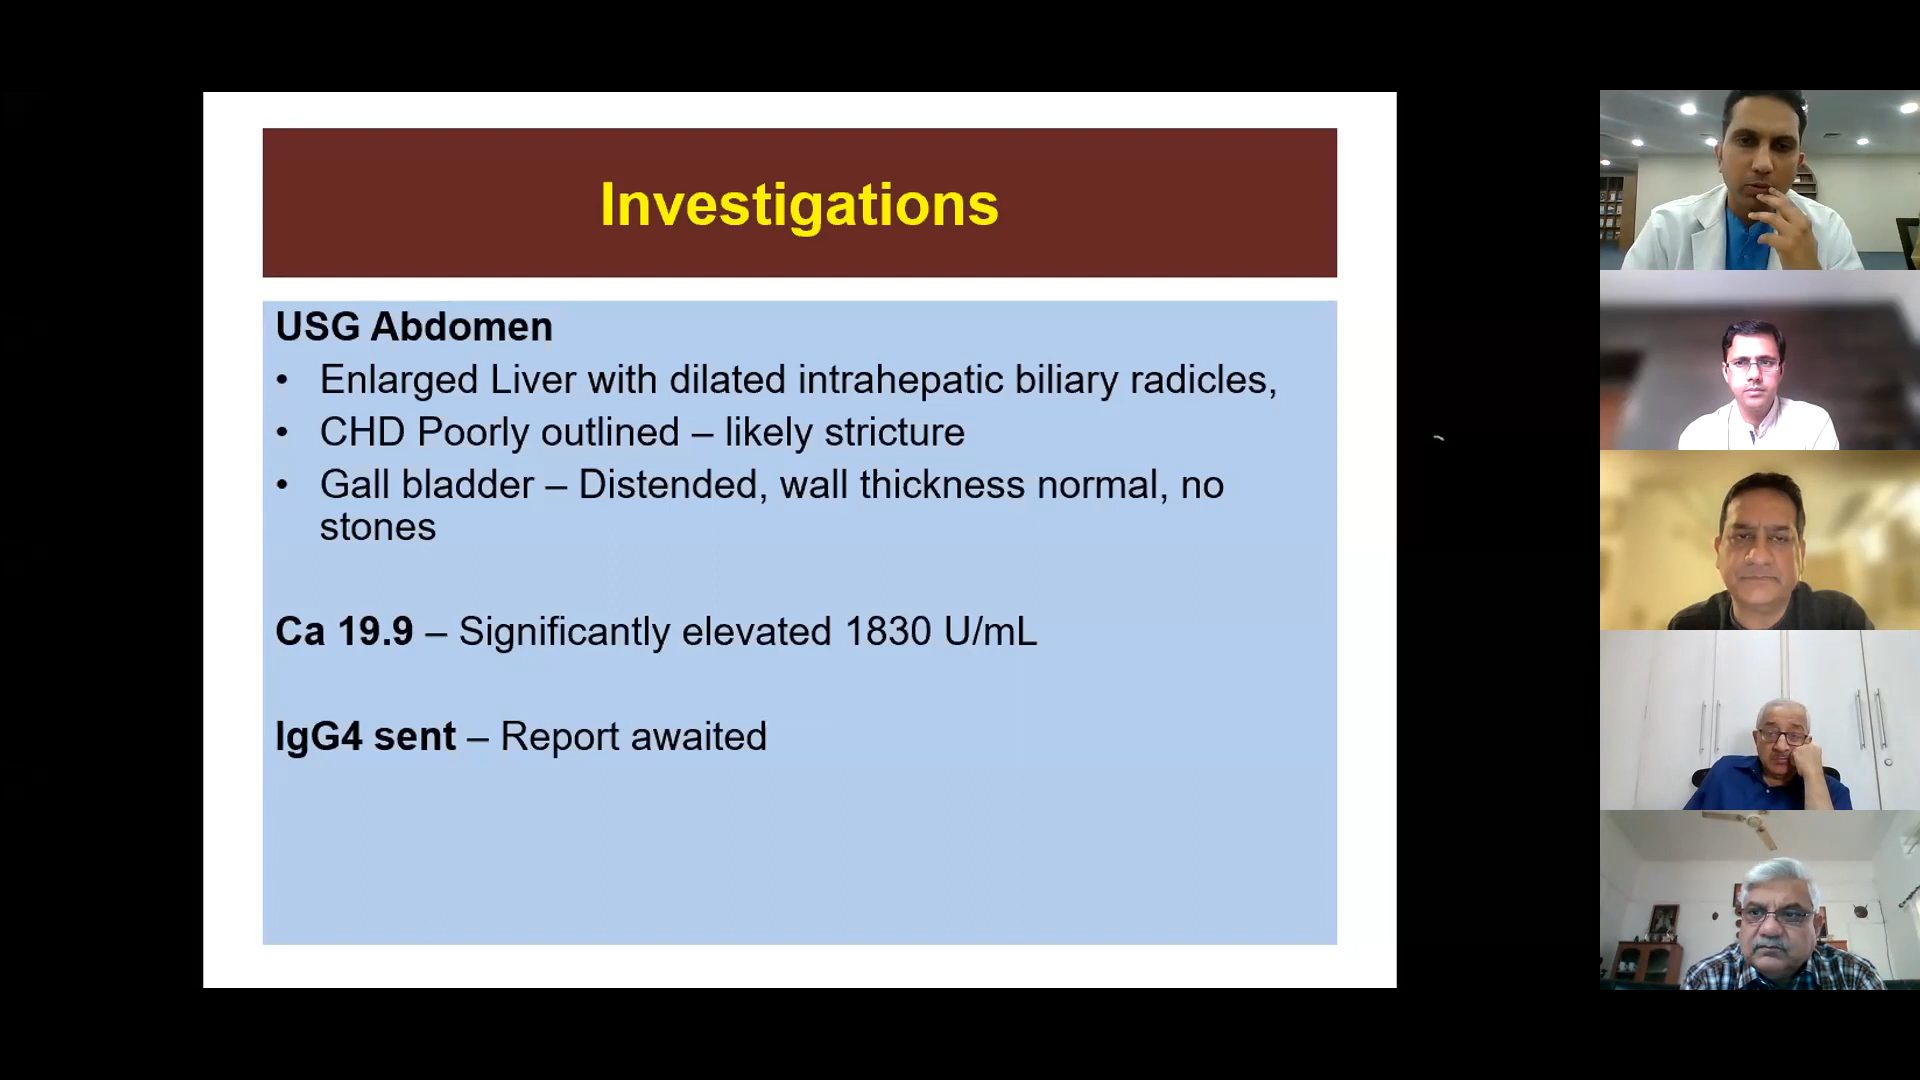 Investigations
USG Abdomen
• Enlarged Liver with dilated intrahepatic biliary radicles,
• CHD Poorly outlined – likely stricture
• Gall bladder – Distended, wall thickness normal, no
stones
Ca 19.9 – Significantly elevated 1830 U/mL
IgG4 sent – Report awaited